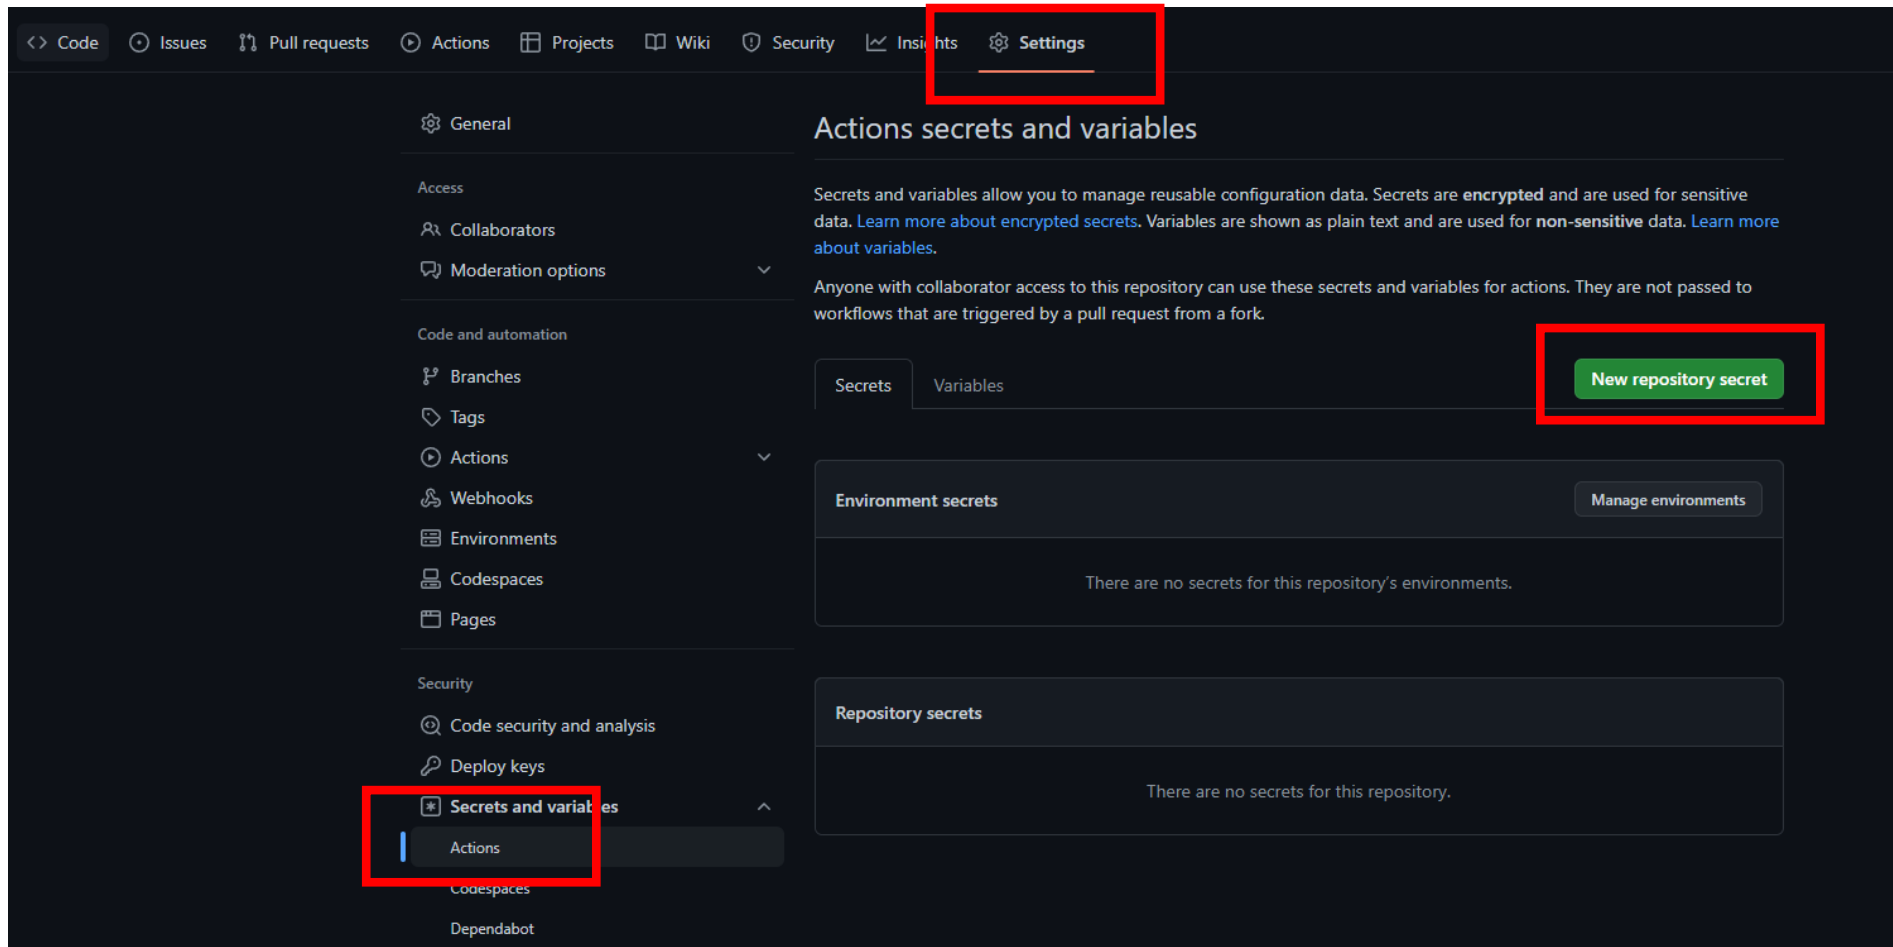 Code Issues Pull requests Actions Projects Wiki Security Insights Settings
General
Access
Collaborators
Moderation options
Code and automation
Branches
Tags
Actions
Webhooks
Environments
Codespaces
Pages
Security
Code security and analysis
Deploy keys
Secrets and variables
Actions
Codespaces
Dependabot
Actions secrets and variables
Secrets and variables allow you to manage reusable configuration data. Secrets are encrypted and are used for sensitive
data. Learn more about encrypted secrets. Variables are shown as plain text and are used for non-sensitive data. Learn more
about variables.
Anyone with collaborator access to this repository can use these secrets and variables for actions. They are not passed to
workflows that are triggered by a pull request from a fork.
Secrets Variables New repository secret
Environment secrets Manage environments
There are no secrets for this repository's environments.
Repository secrets
There are no secrets for this repository.